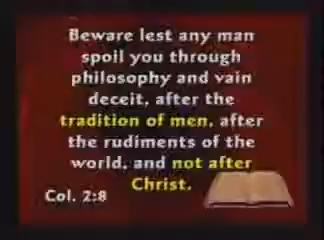 Beware lest any man
spoil you through
philosophy and vain
deceit, after the
tradition of men, after
the rudiments of the
world, and not after
Christ.
Col. 2:8